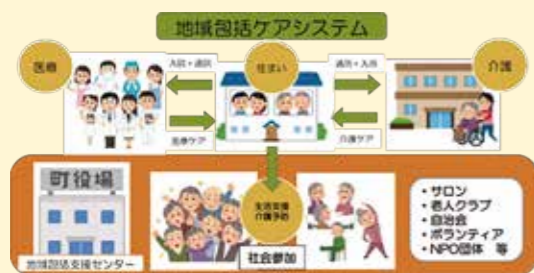 地域包括ケアシステム
医療
住まい
介護
入院・通院
通所・入所
医療ケア
介護ケア
町役場
地域包括支援センター
生活支援
介護予防
社会参加
・サロン
・老人クラブ
・自治会
・ボランティア
・NPO団体 等